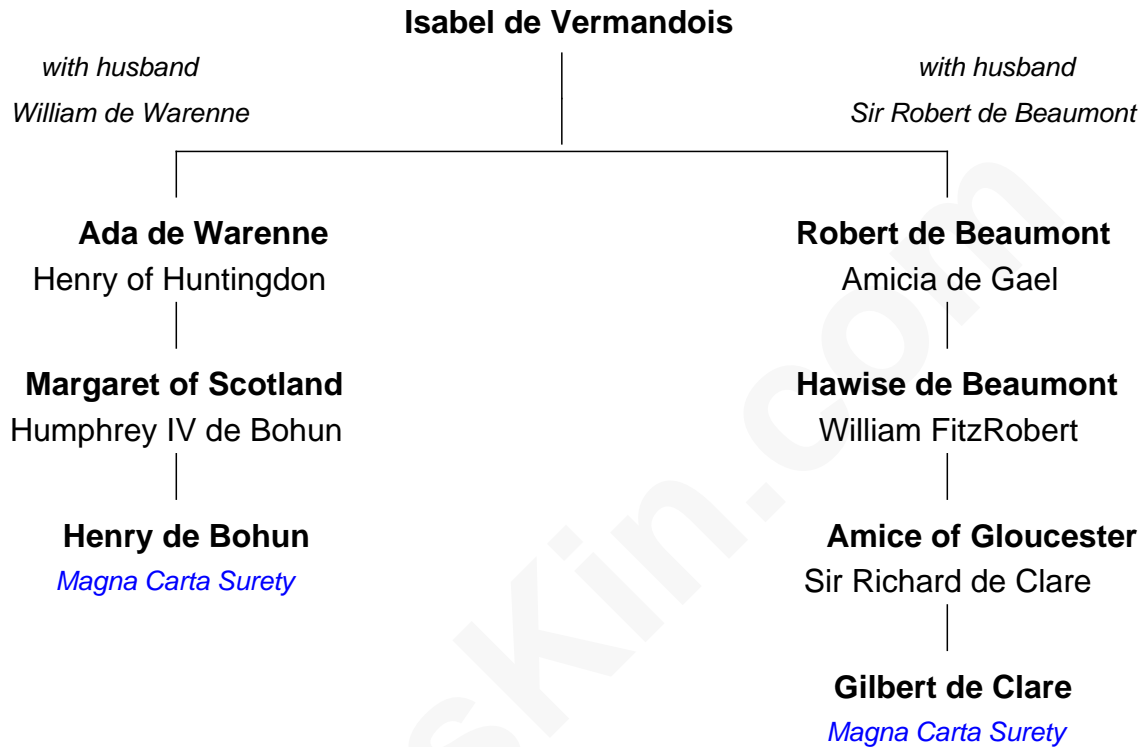 Isabel de Vermandois
with husband
William de Warenne
with husband
Sir Robert de Beaumont
Ada de Warenne
Henry of Huntingdon
Robert de Beaumont
Amicia de Gael
Margaret of Scotland
Humphrey IV de Bohun
Hawise de Beaumont
William FitzRobert
Henry de Bohun
Magna Carta Surety
Amice of Gloucester
Sir Richard de Clare
Gilbert de Clare
Magna Carta Surety
sKin.com